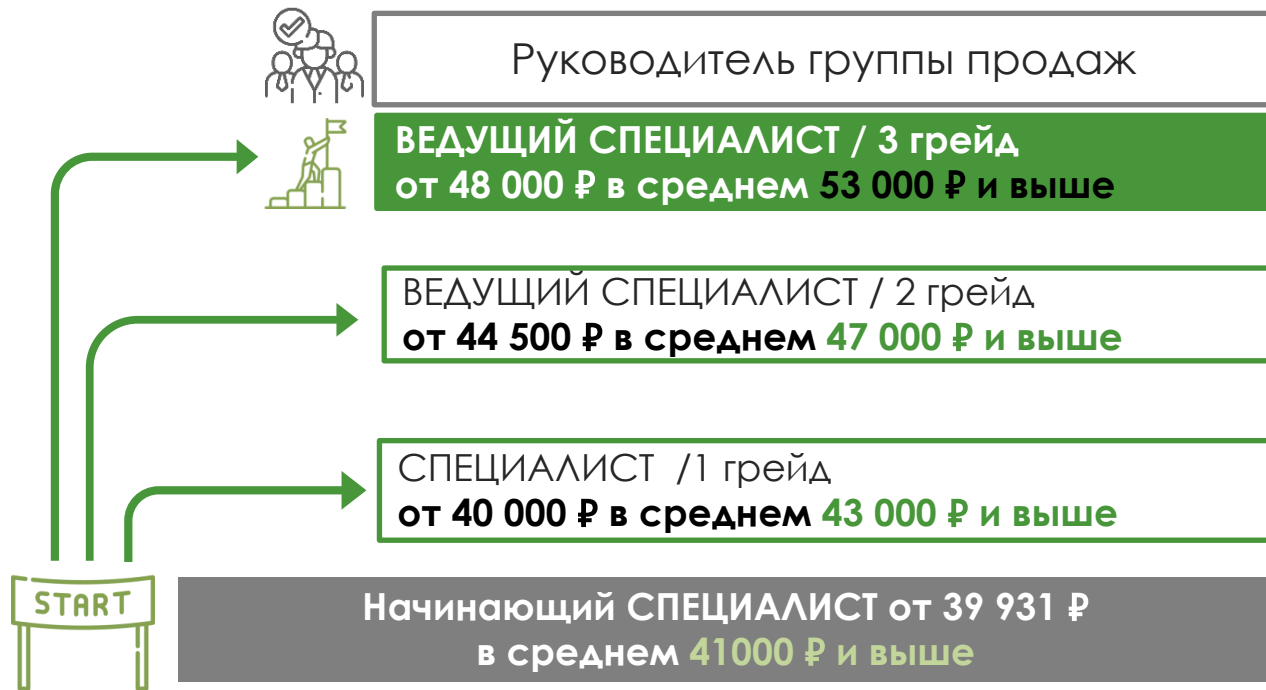 Руководитель группы продаж
ВЕДУЩИЙ СПЕЦИАЛИСТ / 3 грейд
от 48 000 ₽ в среднем 53 000 ₽ и выше
ВЕДУЩИЙ СПЕЦИАЛИСТ / 2 грейд
от 44 500 ₽ в среднем 47 000 ₽ и выше
СПЕЦИАЛИСТ /1 грейд
от 40 000 ₽ в среднем 43 000 ₽ и выше
START
Начинающий СПЕЦИАЛИСТ от 39 931 ₽
в среднем 41000 ₽ и выше